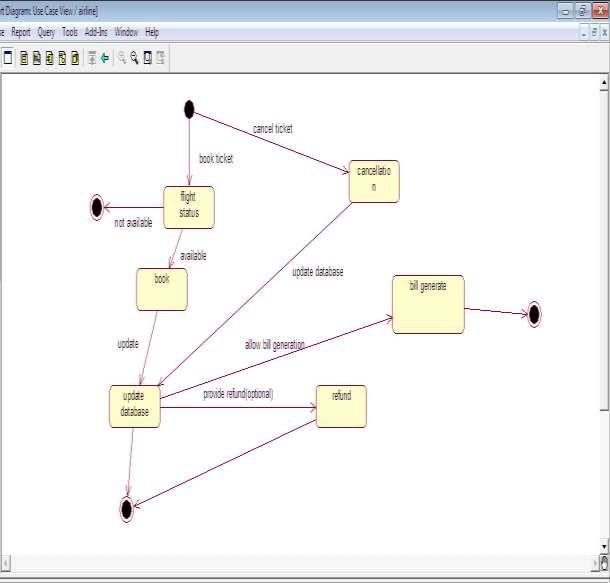 rt Diagram: Use Case View / airline]
se Report Query Tools Add-Ins Window Help
cancel ticket
book ticket
cancellatio
n
flight
status
not available
available
update database
book
bill generate
update
allow bill generation
provide refund(optional)
update
database
refund